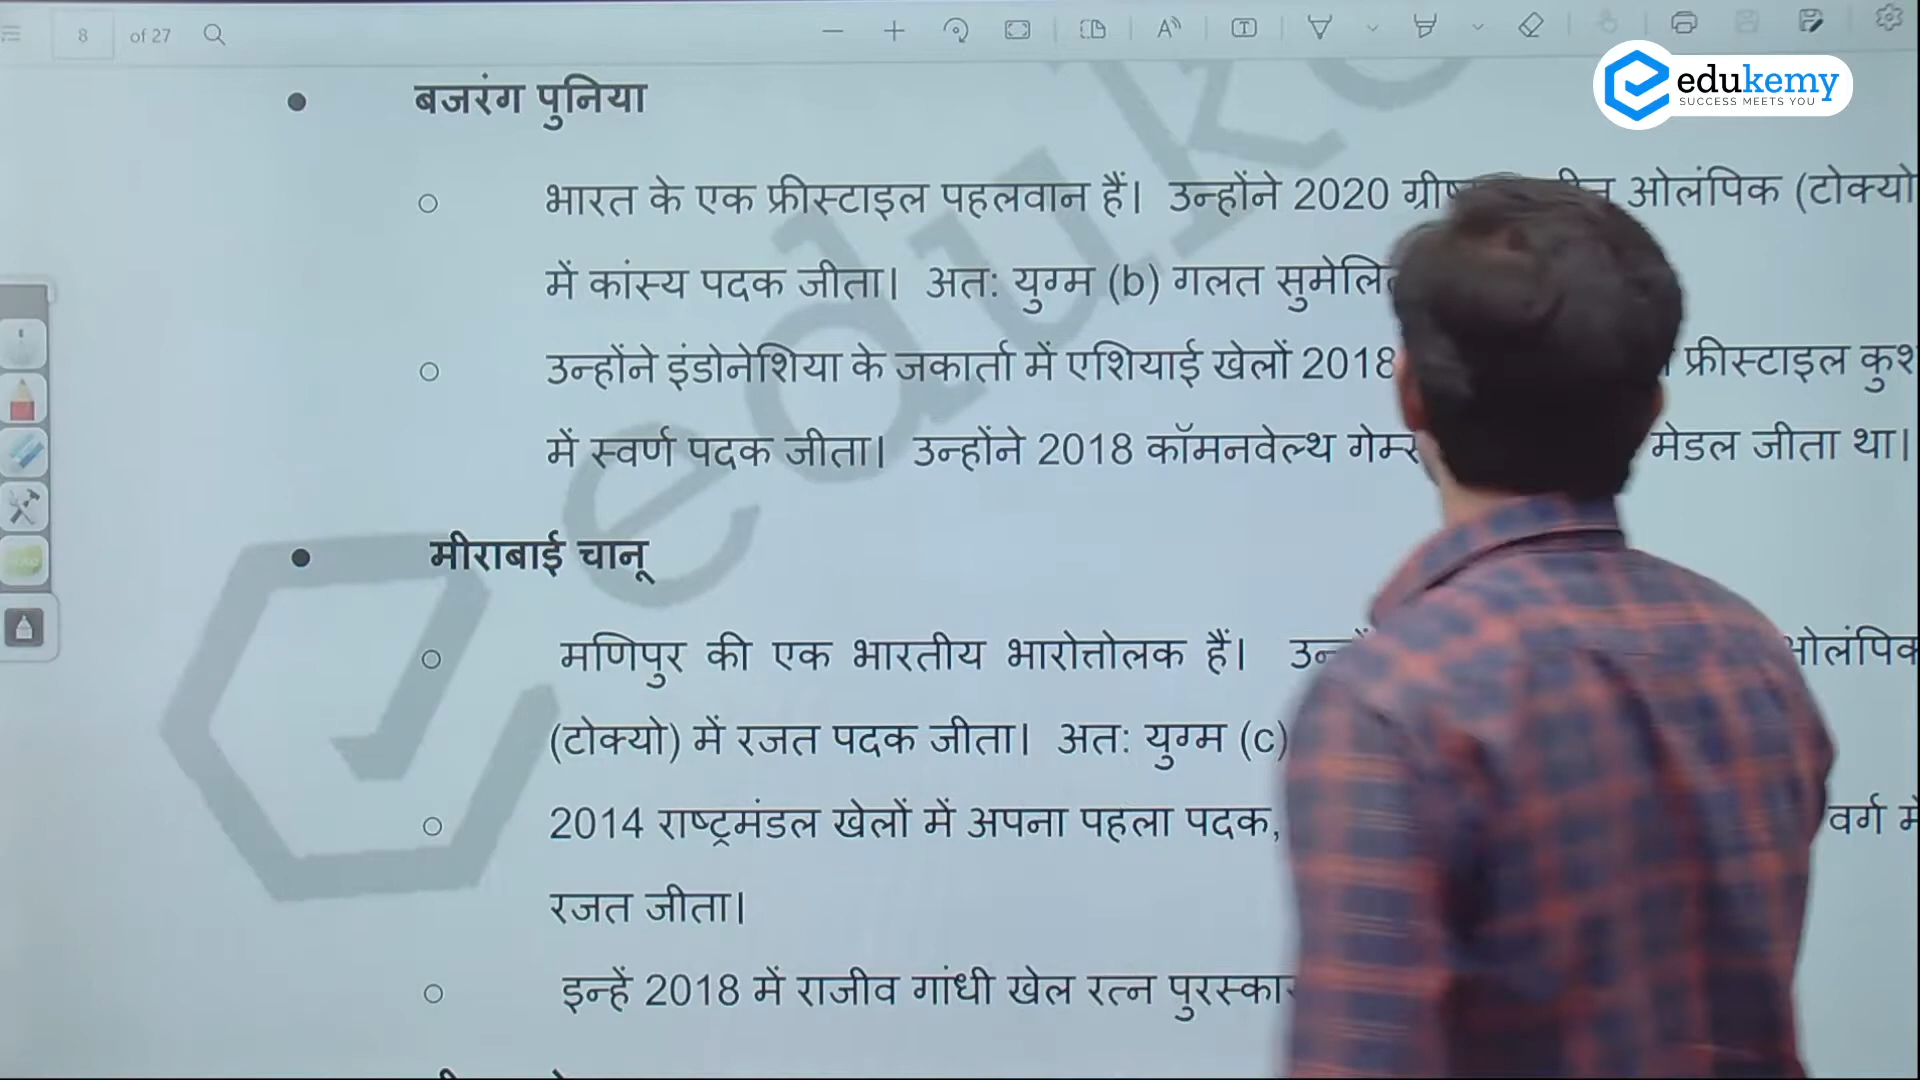 8 of 27
edukemy
SUCCESS MEETS YOU
• बजरंग पुनिया
○ भारत के एक फ्रीस्टाइल पहलवान हैं। उन्होंने 2020 ओलंपिक (टोक्यो
में कांस्य पदक जीता। अत: युग्म (b) गलत
○ उन्होंने इंडोनेशिया के जकार्ता में एशियाई खेलों 2018 फ्रीस्टाइल
में स्वर्ण पदक जीता। उन्होंने 2018 कॉमनवेल्थ मेडल जीता था।
• मीराबाई चानू
○ मणिपुर की एक भारतीय भारोत्तोलक हैं। ओलंपिक
(टोक्यो) में रजत पदक जीता। अत: युग्म (c)
○ 2014 राष्ट्रमंडल खेलों में अपना पहला पदक, वर्ग में
रजत जीता।
○ इन्हें 2018 में राजीव गांधी खेल रत्न